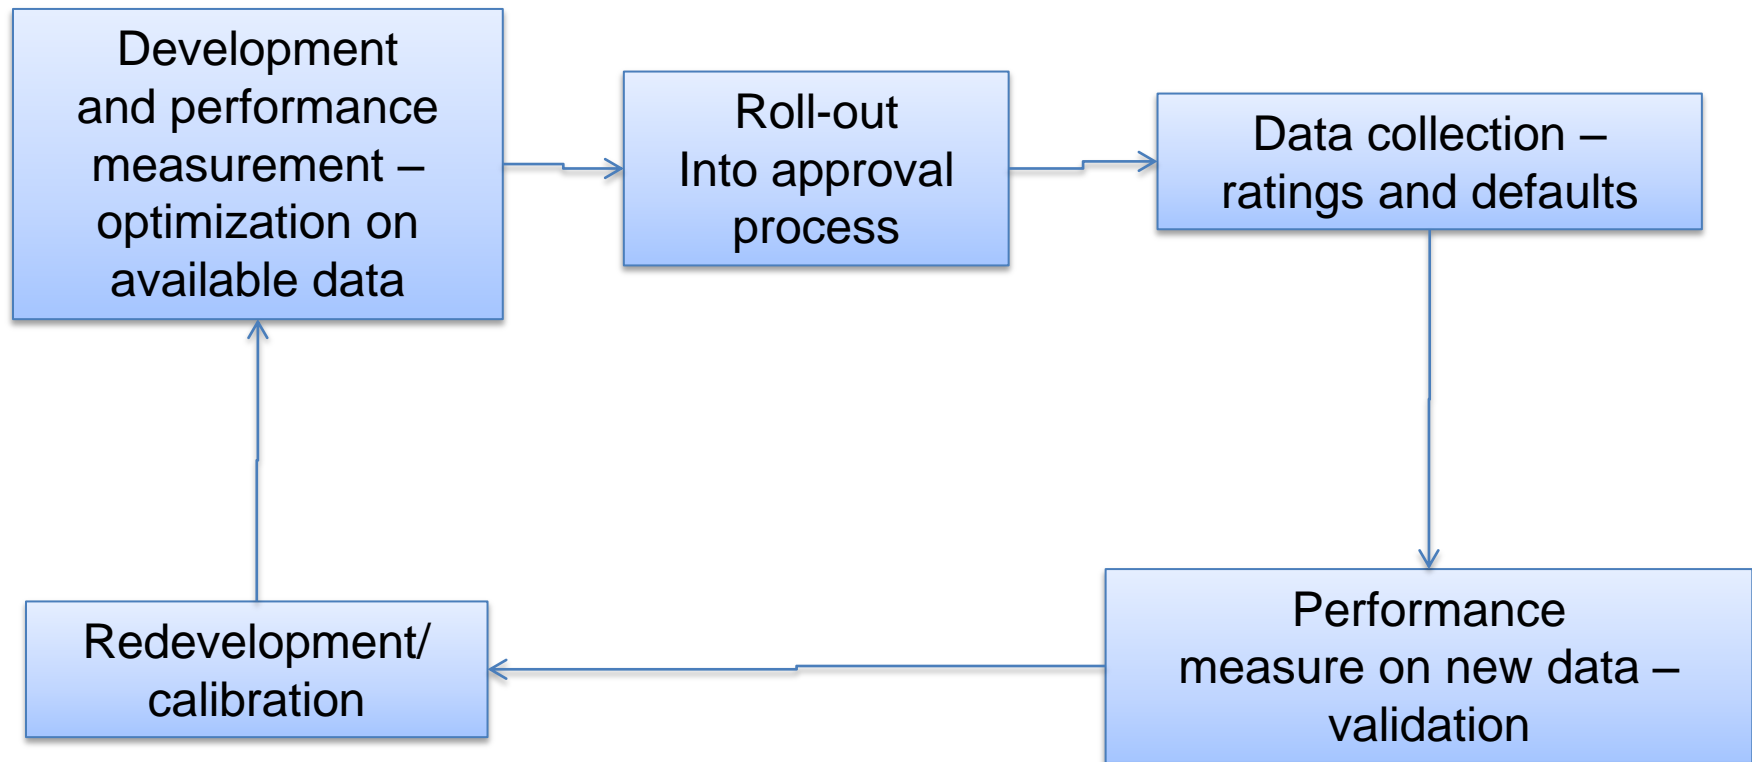 Development
and performance
measurement –
optimization on
available data
Roll-out
Into approval
process
Data collection –
ratings and defaults
Redevelopment/
calibration
Performance
measure on new data –
validation